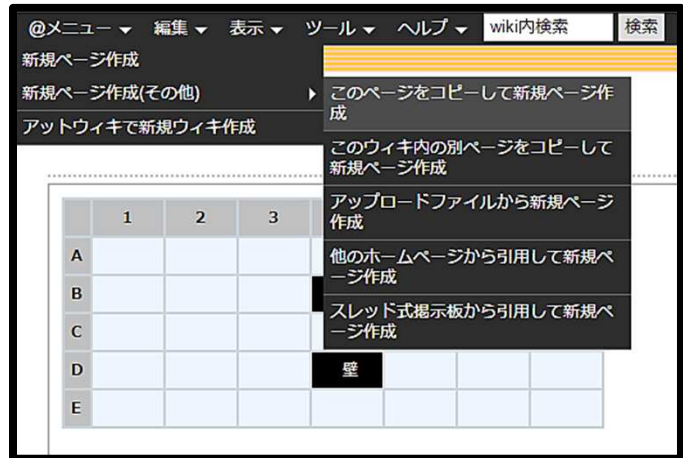 @メニュー ▼ 編集 ▼ 表示 ▼ ツール ▼ ヘルプ ▼ wiki内検索 検索
新規ページ作成
新規ページ作成(その他)
アットウィキで新規ウィキ作成
このページをコピーして新規ページ作
成
このウィキ内の別ページをコピーして
新規ページ作成
アップロードファイルから新規ページ
作成
他のホームページから引用して新規ペ
ージ作成
スレッド式掲示板から引用して新規ペ
ージ作成
1 2 3
A
B
C
D 壁
E